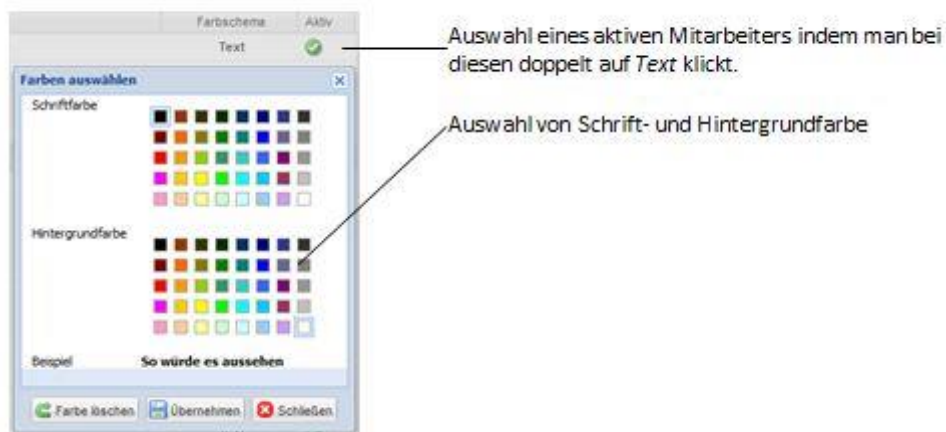 Farbschema Aktiv
Text
Auswahl eines aktiven Mitarbeiters indem man bei
diesen doppelt auf Text klickt.
Farben auswählen
Schriftfarbe
Auswahl von Schrift- und Hintergrundfarbe
Hintergrundfarbe
Beispiel So würde es aussehen
Farbe löschen Übernehmen Schließen